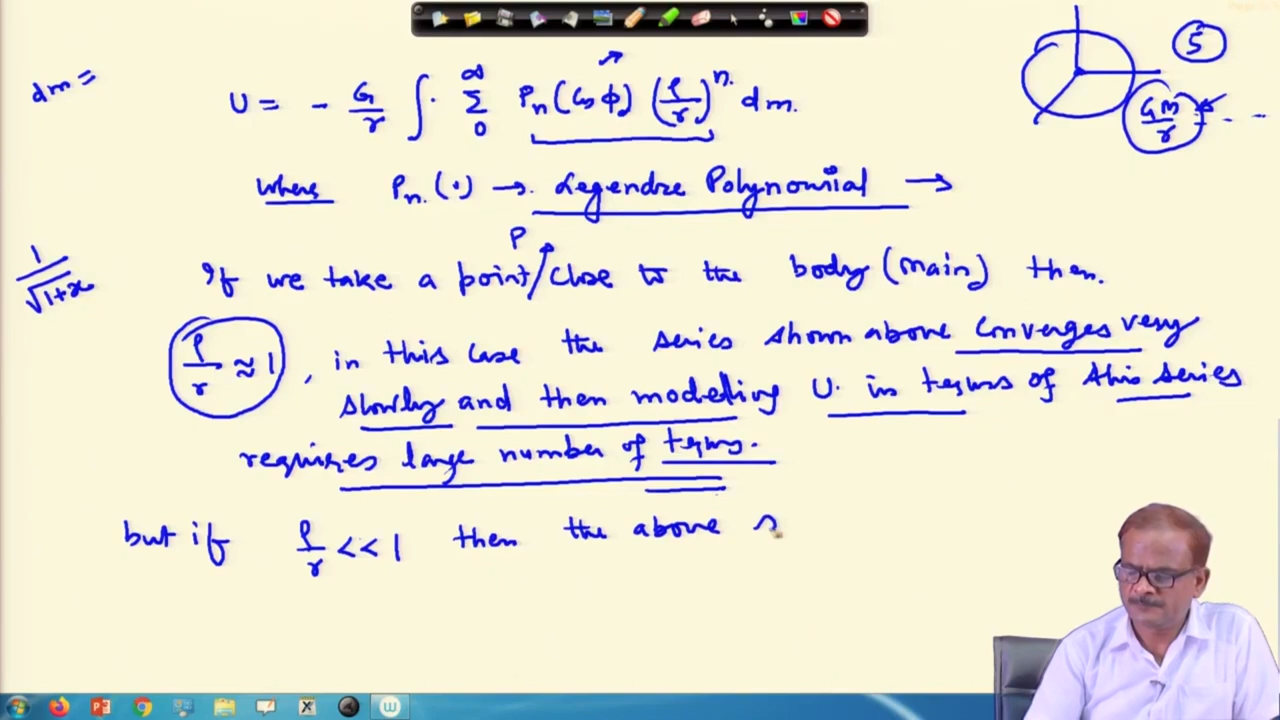 dm =
U = - G/r ∫ · ∑_0^∞ Pn (Cos ϕ) (ρ/r)^n. dm.
5
GM/r - - -
where Pn. (·) → Legendre Polynomial →
1/√1+x
P
If we take a point / close to the body (main) then.
ρ/r ≈ 1, in this case the series shown above converges very
slowly and then modelling U. in terms of this series
requires large number of terms.
but if ρ/r << 1 then the above s